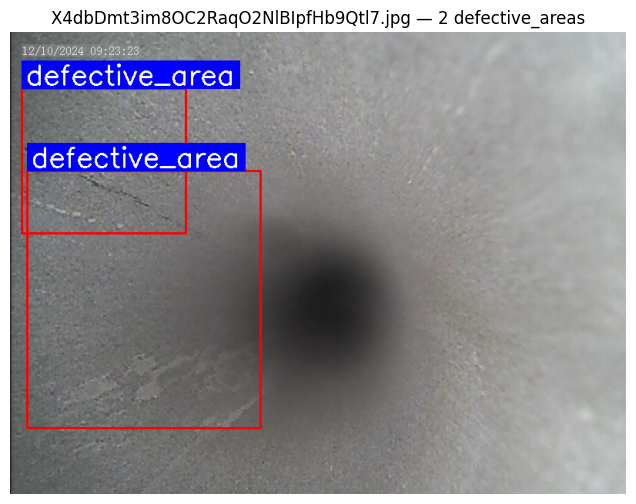 X4dbDmt3im8OC2RaqO2NlBIpfHb9Qtl7.jpg — 2 defective_areas
12/10/2024 09:23:23
defective_area
defective_area